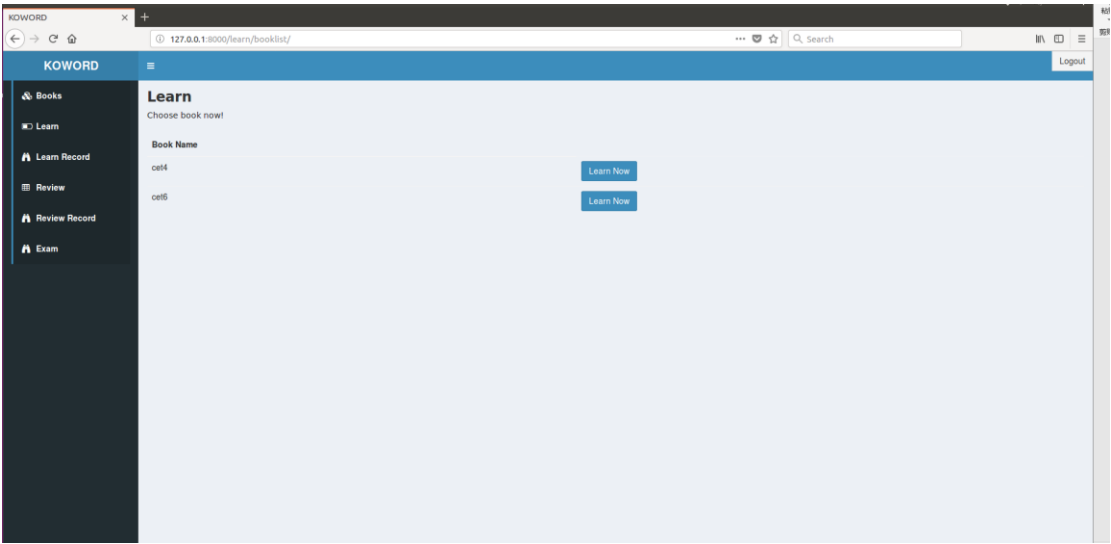 KOWORD
127.0.0.1:8000/learn/booklist/
Search
KOWORD
Logout
Books
Learn
Learn Record
Review
Review Record
Exam
Learn
Choose book now!
Book Name
cet4 Learn Now
cet6 Learn Now